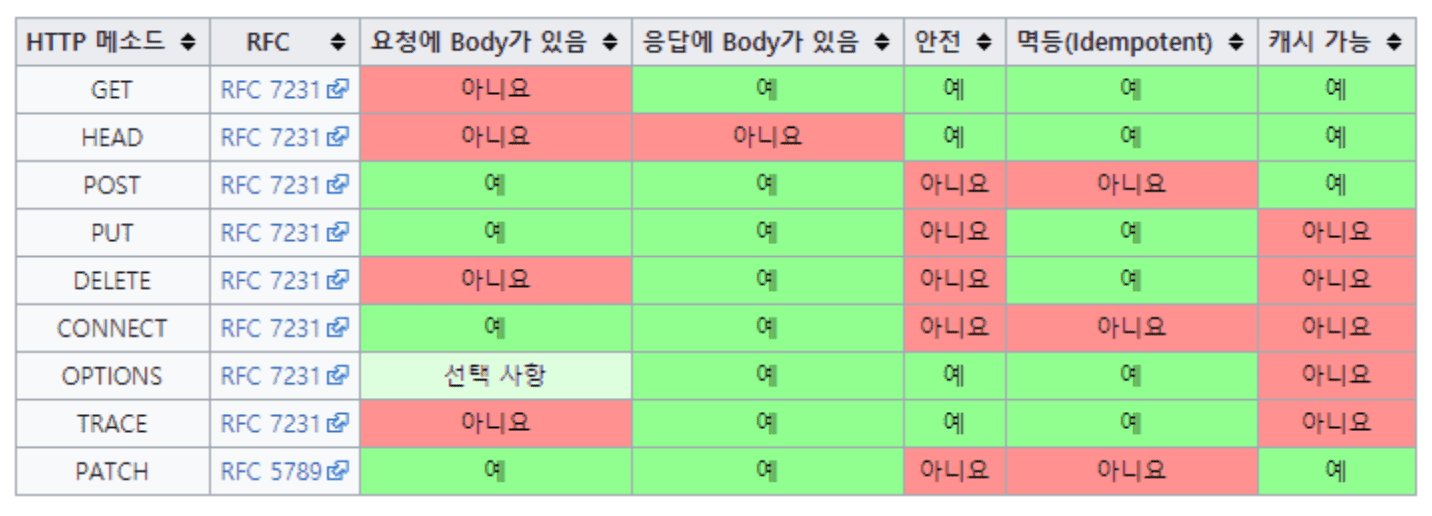 HTTP 메소드 RFC 요청에 Body가 있음 응답에 Body가 있음 안전 멱등(Idempotent) 캐시 가능
GET RFC 7231 아니요 예 예 예 예
HEAD RFC 7231 아니요 아니요 예 예 예
POST RFC 7231 예 예 아니요 아니요 예
PUT RFC 7231 예 예 아니요 예 아니요
DELETE RFC 7231 아니요 예 아니요 예 아니요
CONNECT RFC 7231 예 예 아니요 아니요 아니요
OPTIONS RFC 7231 선택 사항 예 예 예 아니요
TRACE RFC 7231 아니요 예 예 예 아니요
PATCH RFC 5789 예 예 아니요 아니요 예